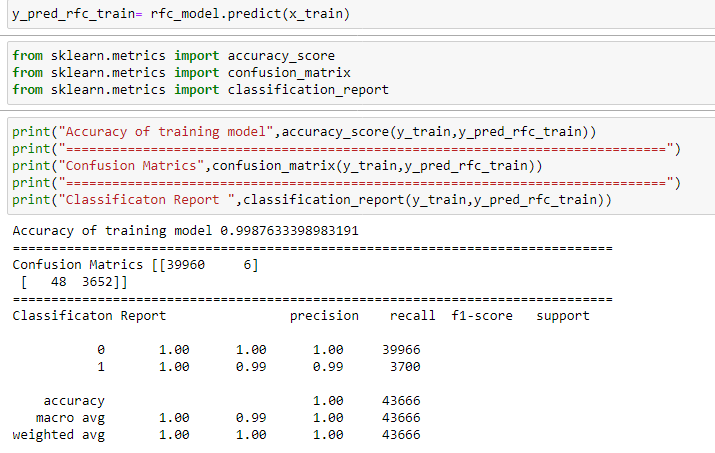 y_pred_rfc_train= rfc_model.predict(x_train)
from sklearn.metrics import accuracy_score
from sklearn.metrics import confusion_matrix
from sklearn.metrics import classification_report
print("Accuracy of training model",accuracy_score(y_train,y_pred_rfc_train))
print("==============================================================================")
print("Confusion Matrics",confusion_matrix(y_train,y_pred_rfc_train))
print("==============================================================================")
print("Classificaton Report ",classification_report(y_train,y_pred_rfc_train))
Accuracy of training model 0.9987633398983191
==============================================================================
Confusion Matrics [[39960     6]
 [   48  3652]]
==============================================================================
Classificaton Report                precision    recall  f1-score   support
           0       1.00      1.00      1.00     39966
           1       1.00      0.99      0.99      3700
    accuracy                           1.00     43666
   macro avg       1.00      0.99      1.00     43666
weighted avg       1.00      1.00      1.00     43666